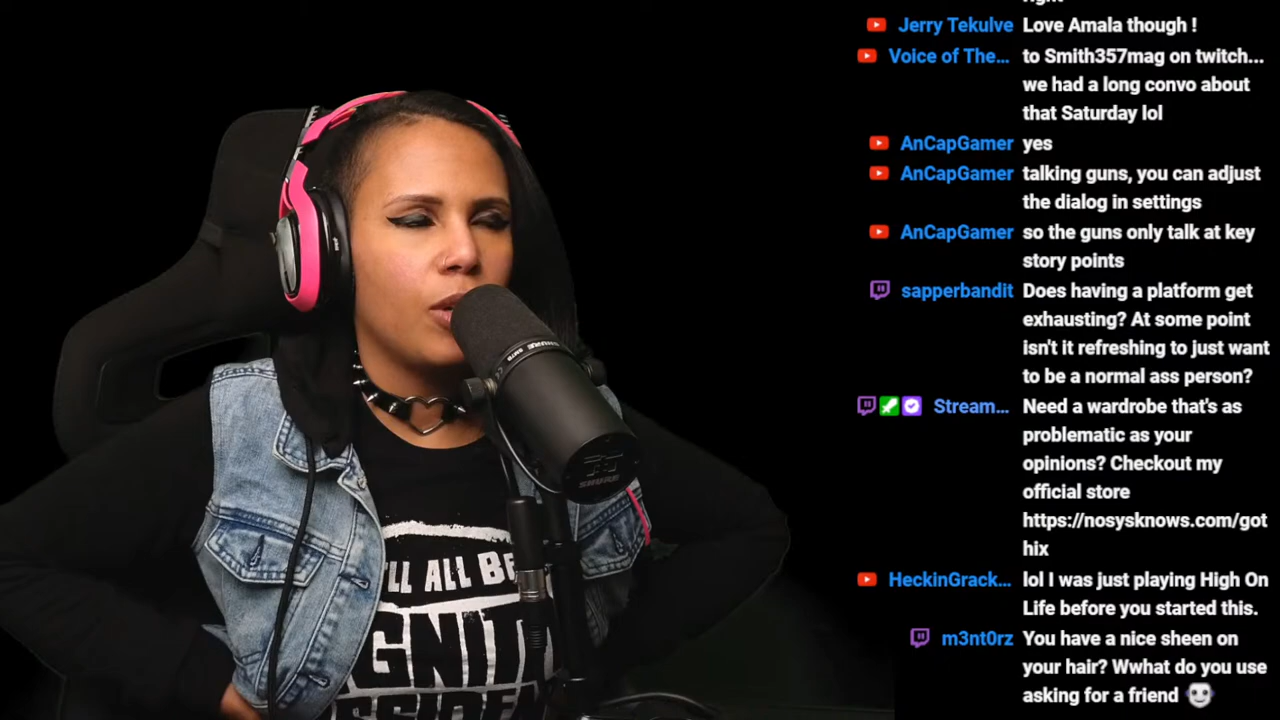 Jerry Tekulve Love Amala though !
Voice of The... to Smith357mag on twitch...
we had a long convo about
that Saturday lol
AnCapGamer yes
AnCapGamer talking guns, you can adjust
the dialog in settings
AnCapGamer so the guns only talk at key
story points
sapperbandit Does having a platform get
exhausting? At some point
isn't it refreshing to just want
to be a normal ass person?
Stream... Need a wardrobe that's as
problematic as your
opinions? Checkout my
official store
https://nosysknows.com/got
hix
HeckinGrack... lol I was just playing High On
Life before you started this.
m3nt0rz You have a nice sheen on
your hair? Wwhat do you use
asking for a friend
SHURE
'LL ALL BE
GNIT
SIDEN